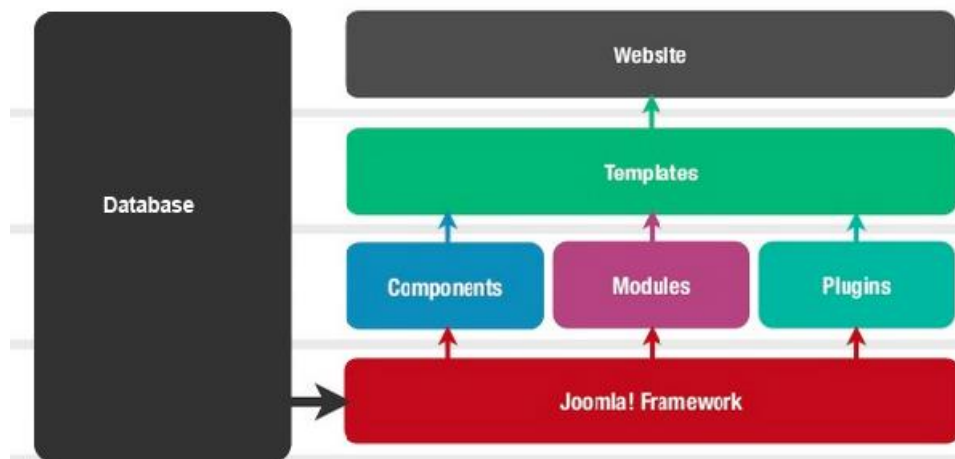 Website
Templates
Database
Components
Modules
Plugins
Joomla! Framework